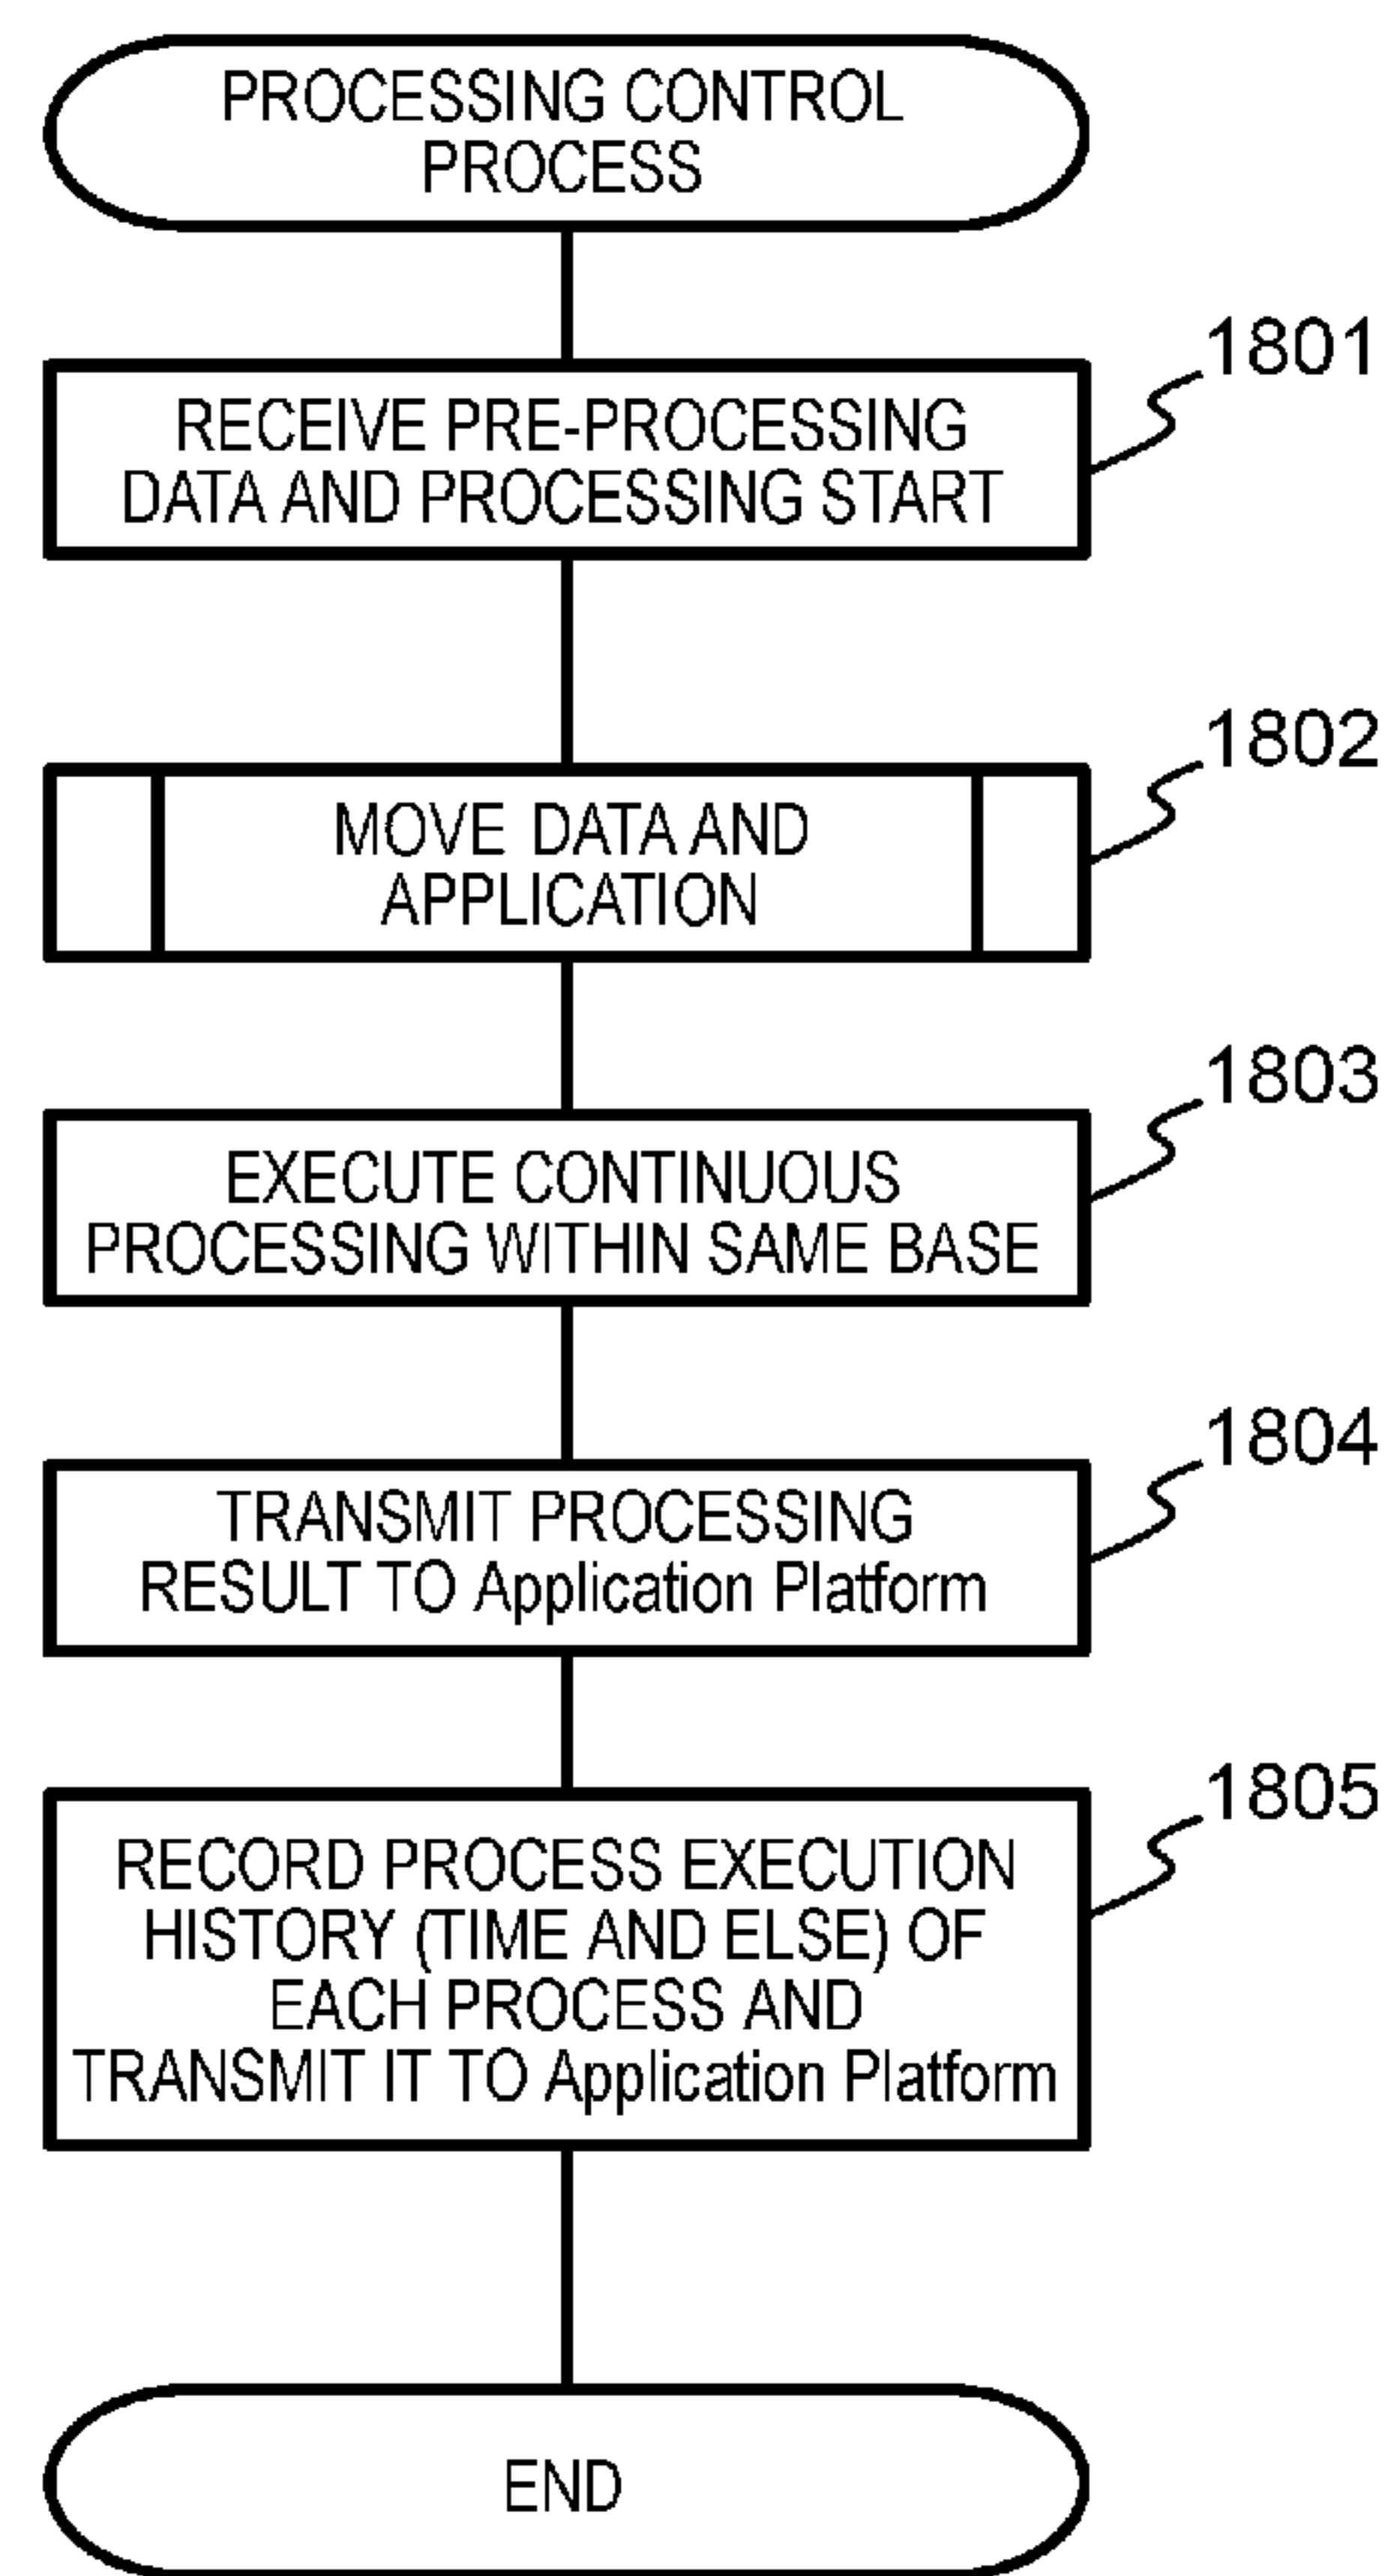 PROCESSING CONTROL
PROCESS
1801
RECEIVE PRE-PROCESSING
DATA AND PROCESSING START
1802
MOVE DATA AND
APPLICATION
1803
EXECUTE CONTINUOUS
PROCESSING WITHIN SAME BASE
1804
TRANSMIT PROCESSING
RESULT TO Application Platform
1805
RECORD PROCESS EXECUTION
HISTORY (TIME AND ELSE) OF
EACH PROCESS AND
TRANSMIT IT TO Application Platform
END